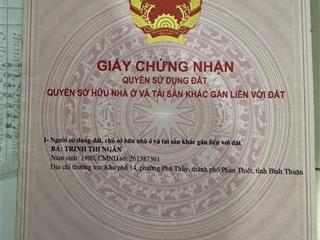 GIẤY CHỨNG NHẬN
QUYỀN SỬ DỤNG ĐẤT
QUYỀN SỞ HỮU NHÀ Ở VÀ TÀI SẢN KHÁC GẮN LIỀN VỚI ĐẤT
I- Người sử dụng đất, chủ sở hữu nhà ở và tài sản khác gắn liền với đất
BÀ: TRỊNH THỊ NGÂN
Năm sinh: 1980, CMND số: 261387361
Địa chỉ thường trú: Khu phố 14, phường Phú Thủy, thành phố Phan Thiết, tỉnh Bình Thuận